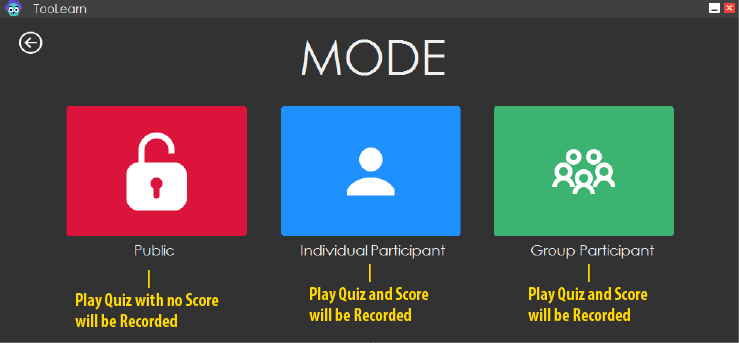 TooLearn
MODE
Public
Individual Participant
Group Participant
Play Quiz with no Score
will be Recorded
Play Quiz and Score
will be Recorded
Play Quiz and Score
will be Recorded